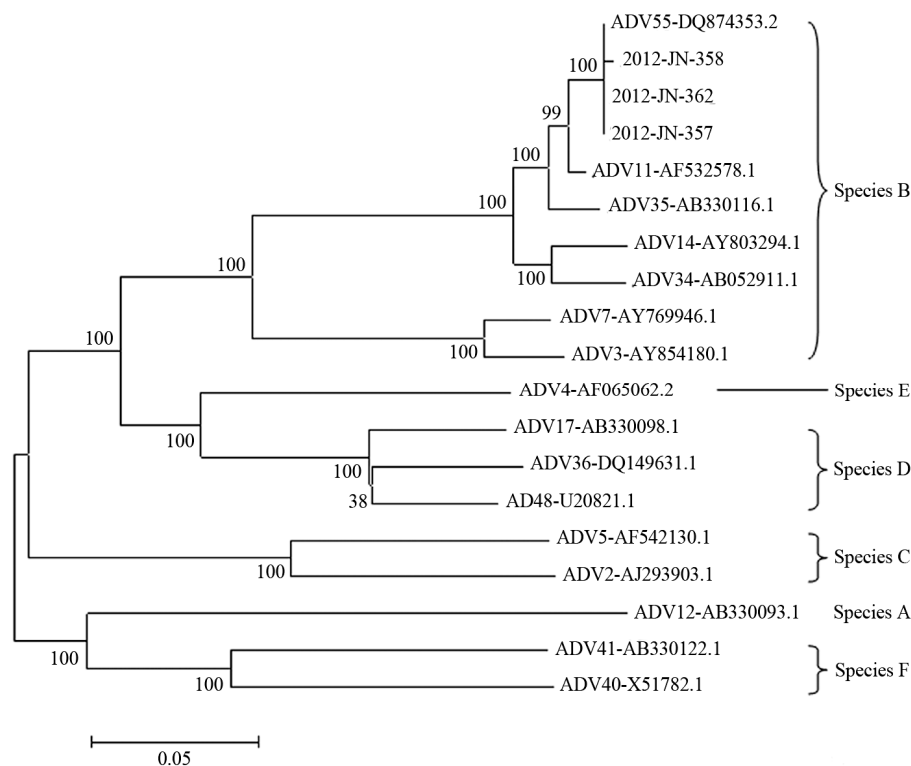 ADV55-DQ874353.2
100
2012-JN-358
2012-JN-362
99
2012-JN-357
100
ADV11-AF532578.1
Species B
100
ADV35-AB330116.1
ADV14-AY803294.1
100
100
ADV34-AB052911.1
ADV7-AY769946.1
100
100
ADV3-AY854180.1
ADV4-AF065062.2
Species E
ADV17-AB330098.1
100
100
ADV36-DQ149631.1
Species D
38
AD48-U20821.1
ADV5-AF542130.1
Species C
100
ADV2-AJ293903.1
ADV12-AB330093.1
Species A
100
ADV41-AB330122.1
Species F
100
ADV40-X51782.1
0.05